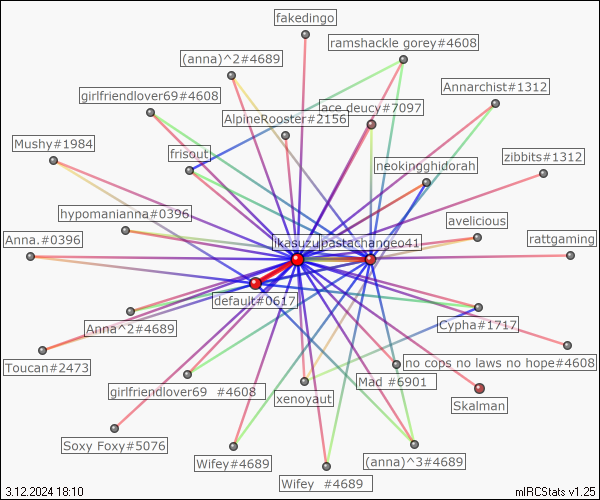 fakedingo
ramshackle gorey#4608
(anna)^2#4689
Annarchist#1312
girlfriendlover69#4608
ace deucy#7097
AlpineRooster#2156
Mushy#1984
frisout
zibbits#1312
neokingghidorah
hypomanianna#0396
avelicious
Anna.#0396
ikasuzu
pastachangeo41
rattgaming
default#0617
Anna^2#4689
Cypha#1717
Toucan#2473
no cops no laws no hope#4608
girlfriendlover69 #4608
Mad #6901
xenoyaut
Skalman
Soxy Foxy#5076
Wifey#4689
(anna)^3#4689
Wifey #4689
3.12.2024 18:10
mIRCStats v1.25